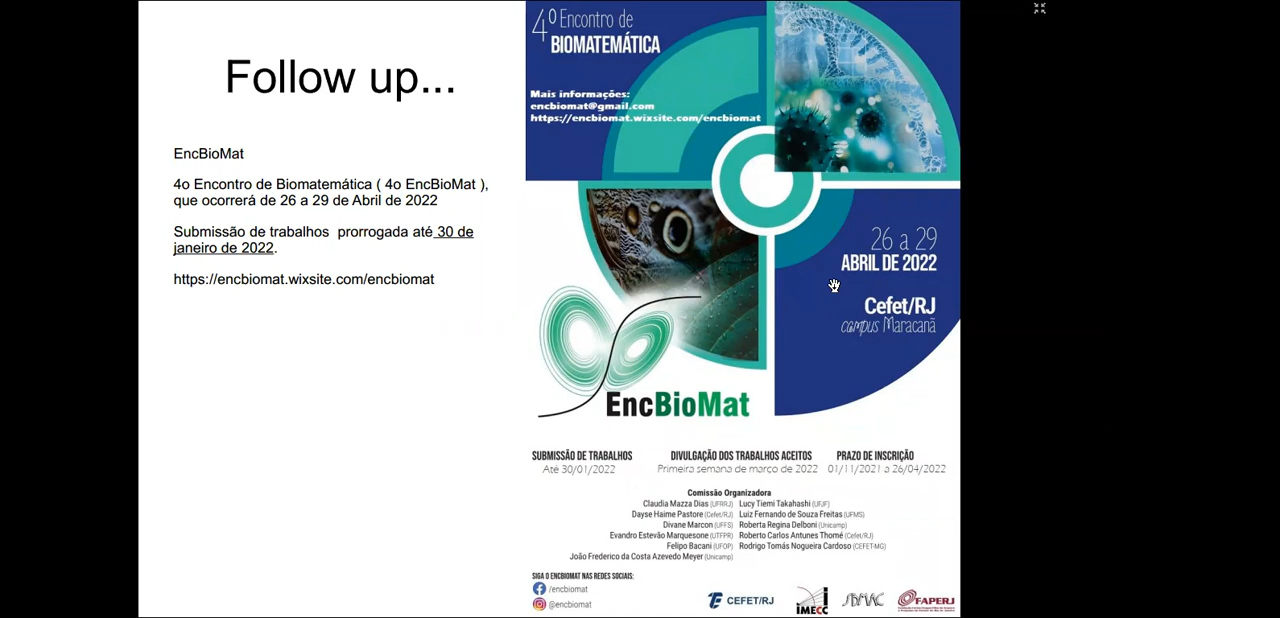 Follow up...
EncBioMat
4o Encontro de Biomatemática ( 4o EncBioMat ),
que ocorrerá de 26 a 29 de Abril de 2022
Submissão de trabalhos  prorrogada até 30 de
janeiro de 2022.
https://encbiomat.wixsite.com/encbiomat
4º Encontro de
BIOMATEMÁTICA
Mais informações:
encbiomat@gmail.com
https://encbiomat.wixsite.com/encbiomat
26 a 29
ABRIL DE 2022
Cefet/RJ
campus Maracanã
EncBioMat
SUBMISSÃO DE TRABALHOS
Até 30/01/2022
DIVULGAÇÃO DOS TRABALHOS ACEITOS
Primeira semana de março de 2022
PRAZO DE INSCRIÇÃO
01/11/2021 a 26/04/2022
Comissão Organizadora
Claudia Mazza Dias (UFRRJ)
Dayse Haime Pastore (Cefet/RJ)
Divane Marcon (UFFS)
Evandro Estevão Marquesone (UTFPR)
Felipo Bacani (UFOP)
João Frederico da Costa Azevedo Meyer (Unicamp)
Lucy Tiemi Takahashi (UFJF)
Luiz Fernando de Souza Freitas (UFMS)
Roberta Regina Delboni (Unicamp)
Roberto Carlos Antunes Thomé (Cefet/RJ)
Rodrigo Tomás Nogueira Cardoso (CEFET-MG)
SIGA O ENCBIOMAT NAS REDES SOCIAIS:
/encbiomat
@encbiomat
CEFET/RJ
IMECC
SBMAC
FAPERJ